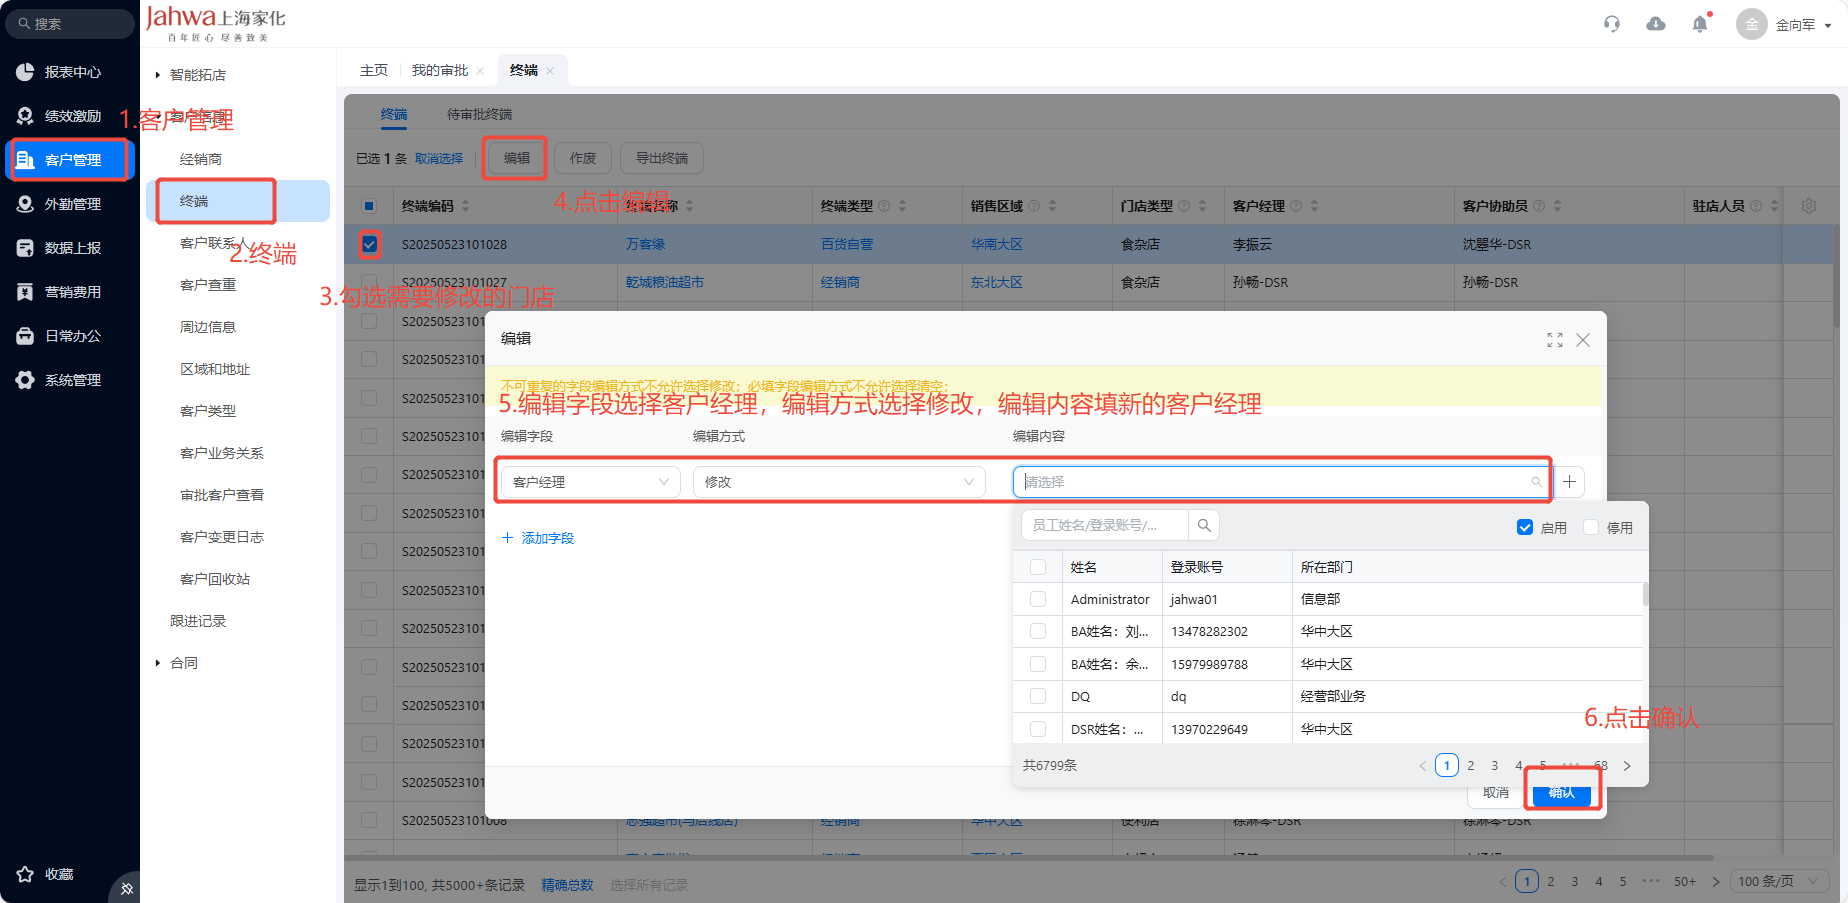 搜索
Jahwa上海家化
百年匠心 尽善致美
金
金向军
报表中心
绩效激励
客户管理
外勤管理
数据上报
营销费用
日常办公
系统管理
收藏
1.客户管理
智能拓店
经销商
终端
2.终端
客户查重
周边信息
区域和地址
客户类型
客户业务关系
审批客户查看
客户变更日志
客户回收站
跟进记录
合同
主页
我的审批
终端
终端
待审批终端
已选 1 条 取消选择
编辑
作废
导出终端
4.点击编辑
终端编码
终端名称
终端类型
销售区域
门店类型
客户经理
客户协助员
驻店人员
S20250523101028 万客缘 百货自营 华南大区 食杂店 李振云 沈曌华-DSR
S20250523101027 乾城粮油超市 经销商 东北大区 食杂店 孙畅-DSR 孙畅-DSR
3.勾选需要修改的门店
S20250523101
S20250523101
S20250523101
S20250523101
S20250523101
S20250523101
S20250523101
S20250523101
S20250523101
S20250523101
S20250523101
S20250523101
S20250523101
编辑
不可重复的字段编辑方式不允许选择修改；必填字段编辑方式不允许选择清空；
5.编辑字段选择客户经理，编辑方式选择修改，编辑内容填新的客户经理
编辑字段
编辑方式
编辑内容
客户经理
修改
请选择
添加字段
员工姓名/登录账号/...
启用
停用
姓名 登录账号 所在部门
Administrator jahwa01 信息部
BA姓名：刘... 13478282302 华中大区
BA姓名：余... 15979989788 华中大区
DQ dq 经营部业务
DSR姓名：... 13970229649 华中大区
6.点击确认
共6799条
1 2 3 4 5 ••• 68
取消
确认
S20250523101008
显示1到100, 共5000+条记录 精确总数 选择所有记录
1 2 3 4 5 ••• 50+ 100 条/页